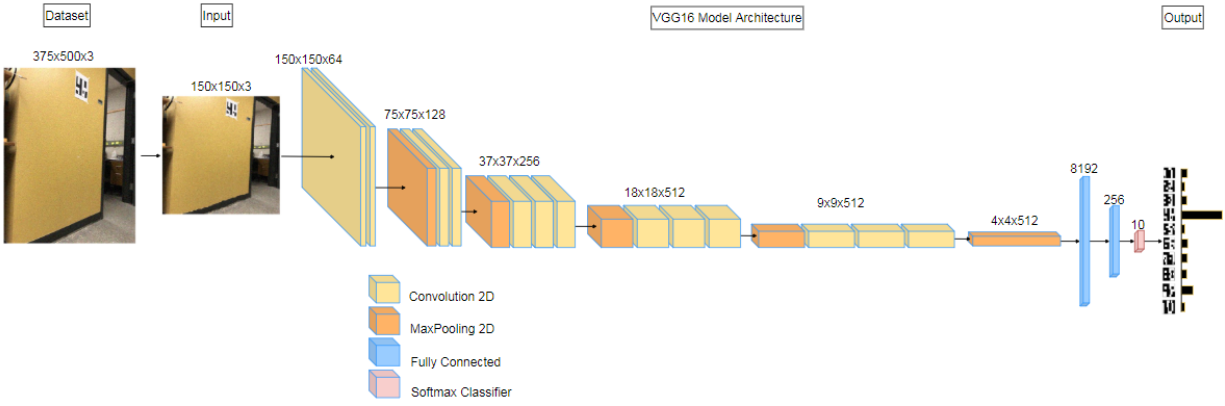 Dataset
Input
VGG16 Model Architecture
Output
375x500x3
150x150x3
150x150x64
75x75x128
37x37x256
18x18x512
9x9x512
4x4x512
8192
256
10
Convolution 2D
MaxPooling 2D
Fully Connected
Softmax Classifier